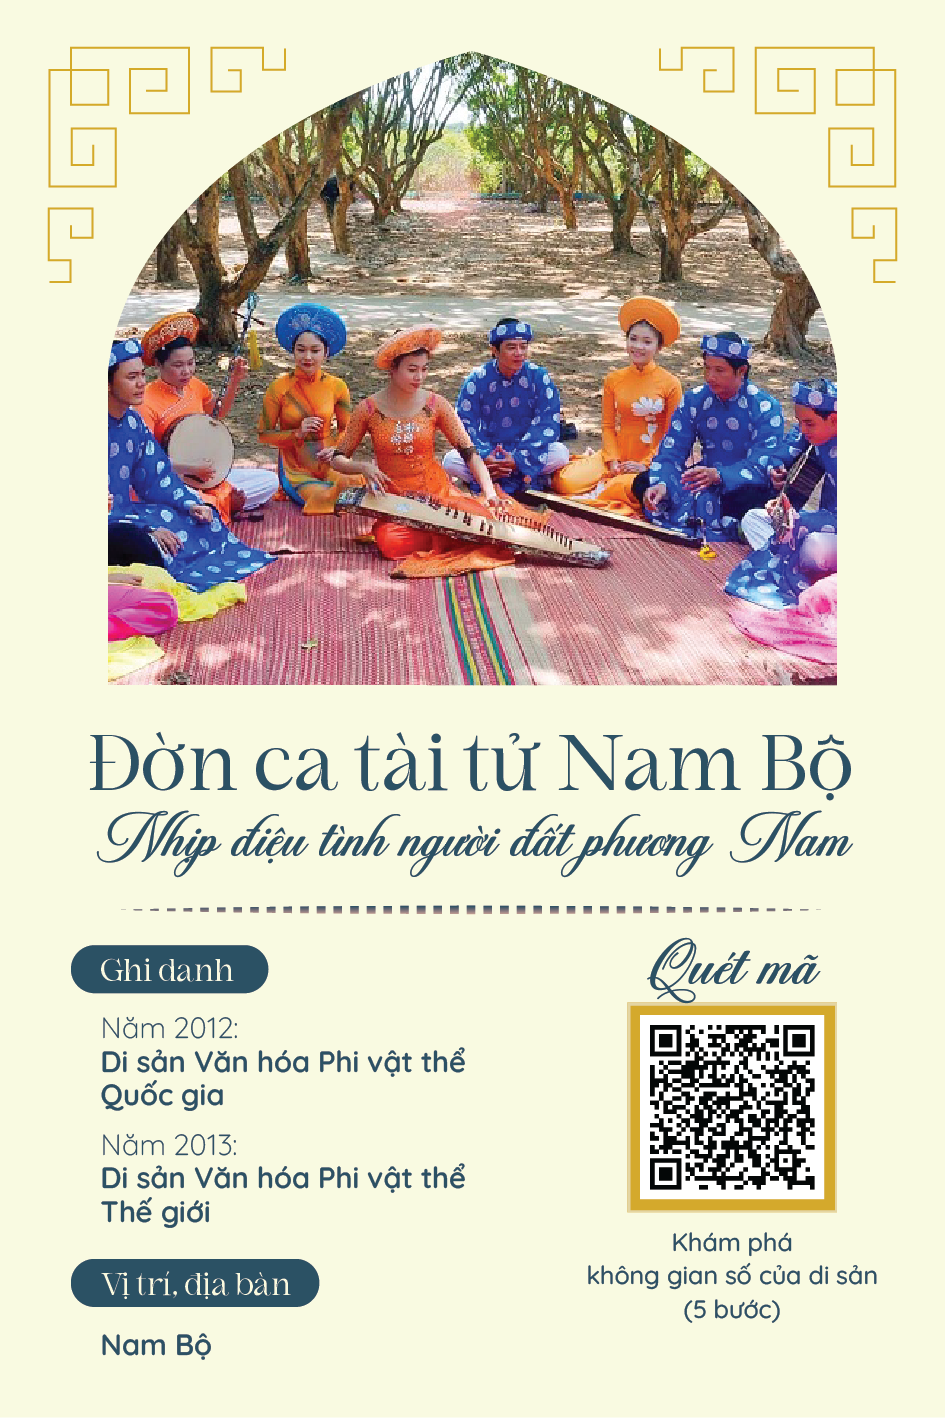 Đờn ca tài tử Nam Bộ
Nhịp điệu tình người đất phương Nam
Ghi danh
Năm 2012:
Di sản Văn hóa Phi vật thể
Quốc gia
Năm 2013:
Di sản Văn hóa Phi vật thể
Thế giới
Vị trí, địa bàn
Nam Bộ
Quét mã
Khám phá
không gian số của di sản
(5 bước)